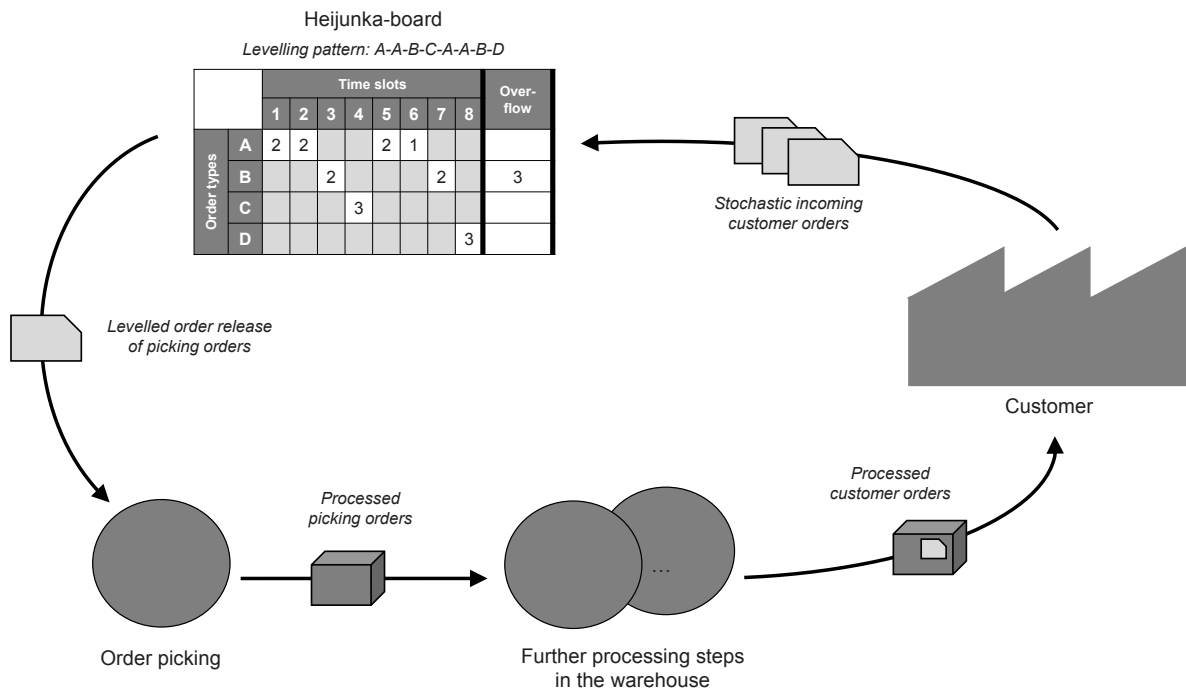 Heijunka-board
Levelling pattern: A-A-B-C-A-A-B-D
Time slots
Over-
flow
1 2 3 4 5 6 7 8
Order types
A 2 2 2 1
B 2 2 3
C 3
D 3
Stochastic incoming
customer orders
Levelled order release
of picking orders
Customer
Processed
picking orders
Processed
customer orders
...
Order picking
Further processing steps
in the warehouse